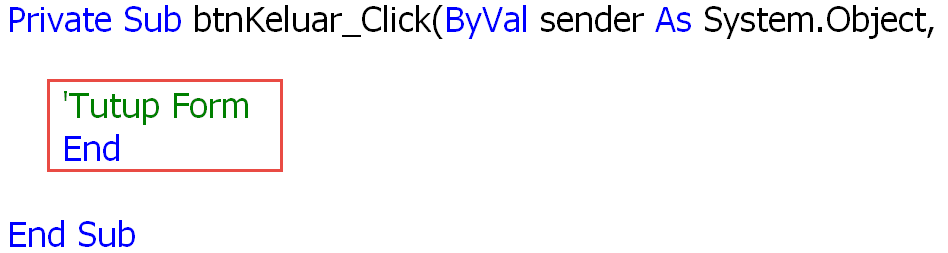 Private Sub btnKeluar_Click(ByVal sender As System.Object,
'Tutup Form
End
End Sub